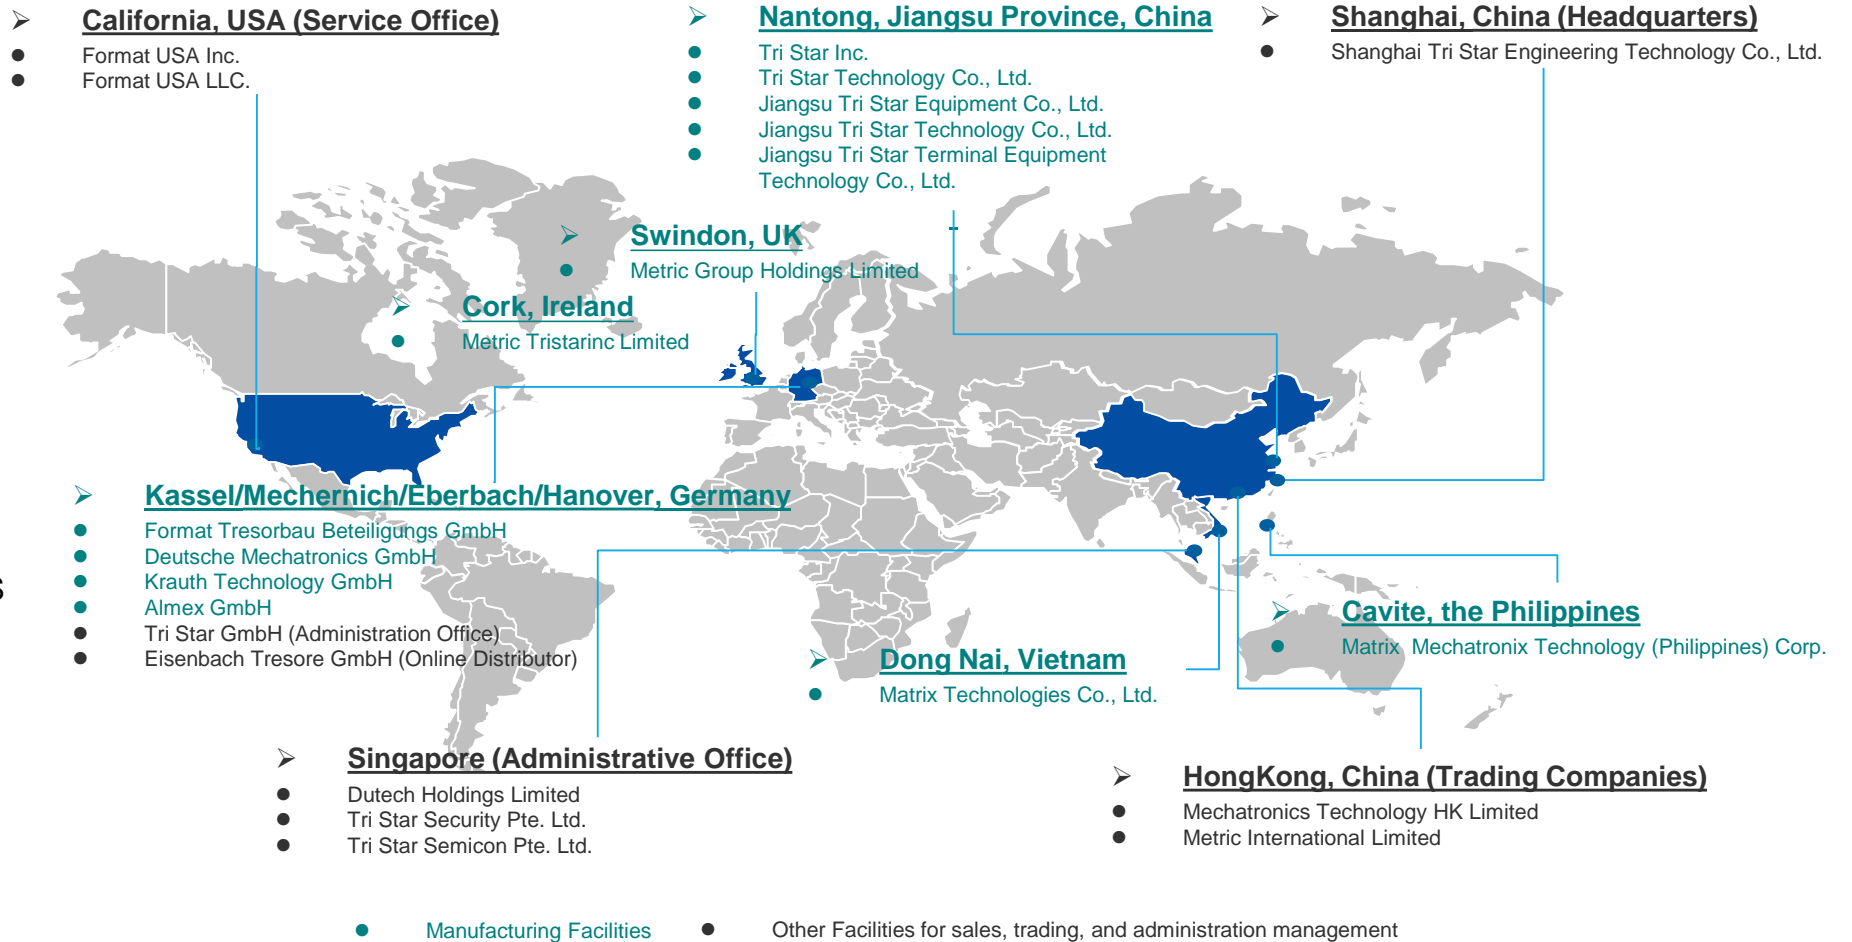 California, USA (Service Office)
Format USA Inc.
Format USA LLC.
Nantong, Jiangsu Province, China
Tri Star Inc.
Tri Star Technology Co., Ltd.
Jiangsu Tri Star Equipment Co., Ltd.
Jiangsu Tri Star Technology Co., Ltd.
Jiangsu Tri Star Terminal Equipment
Technology Co., Ltd.
Shanghai, China (Headquarters)
Shanghai Tri Star Engineering Technology Co., Ltd.
Swindon, UK
Metric Group Holdings Limited
Cork, Ireland
Metric Tristarinc Limited
Kassel/Mechernich/Eberbach/Hanover, Germany
Format Tresorbau Beteiligungs GmbH
Deutsche Mechatronics GmbH
Krauth Technology GmbH
Almex GmbH
Tri Star GmbH (Administration Office)
Eisenbach Tresore GmbH (Online Distributor)
s
Cavite, the Philippines
Matrix Mechatronix Technology (Philippines) Corp.
Dong Nai, Vietnam
Matrix Technologies Co., Ltd.
Singapore (Administrative Office)
Dutech Holdings Limited
Tri Star Security Pte. Ltd.
Tri Star Semicon Pte. Ltd.
HongKong, China (Trading Companies)
Mechatronics Technology HK Limited
Metric International Limited
Manufacturing Facilities
Other Facilities for sales, trading, and administration management